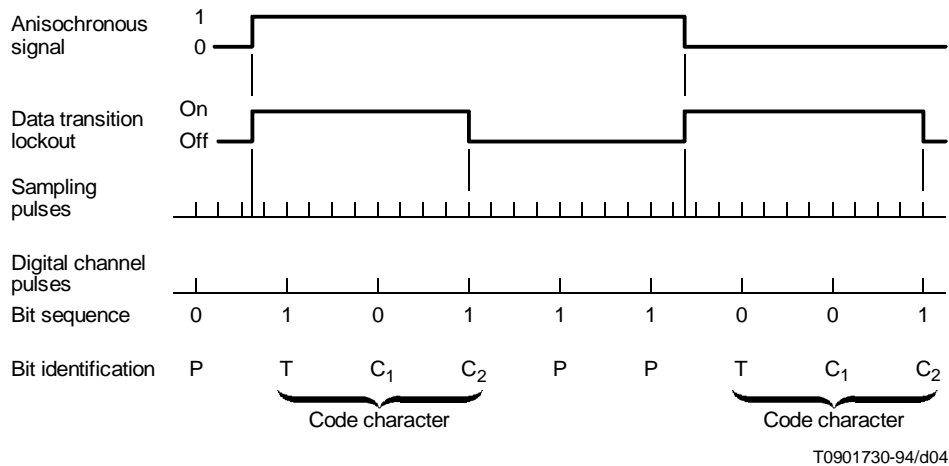 Anisochronous
signal
1
0
Data transition
lockout
On
Off
Sampling
pulses
Digital channel
pulses
Bit sequence 0 1 0 1 1 1 0 0 1
Bit identification P T C₁ C₂ P P T C₁ C₂
Code character Code character
T0901730-94/d04